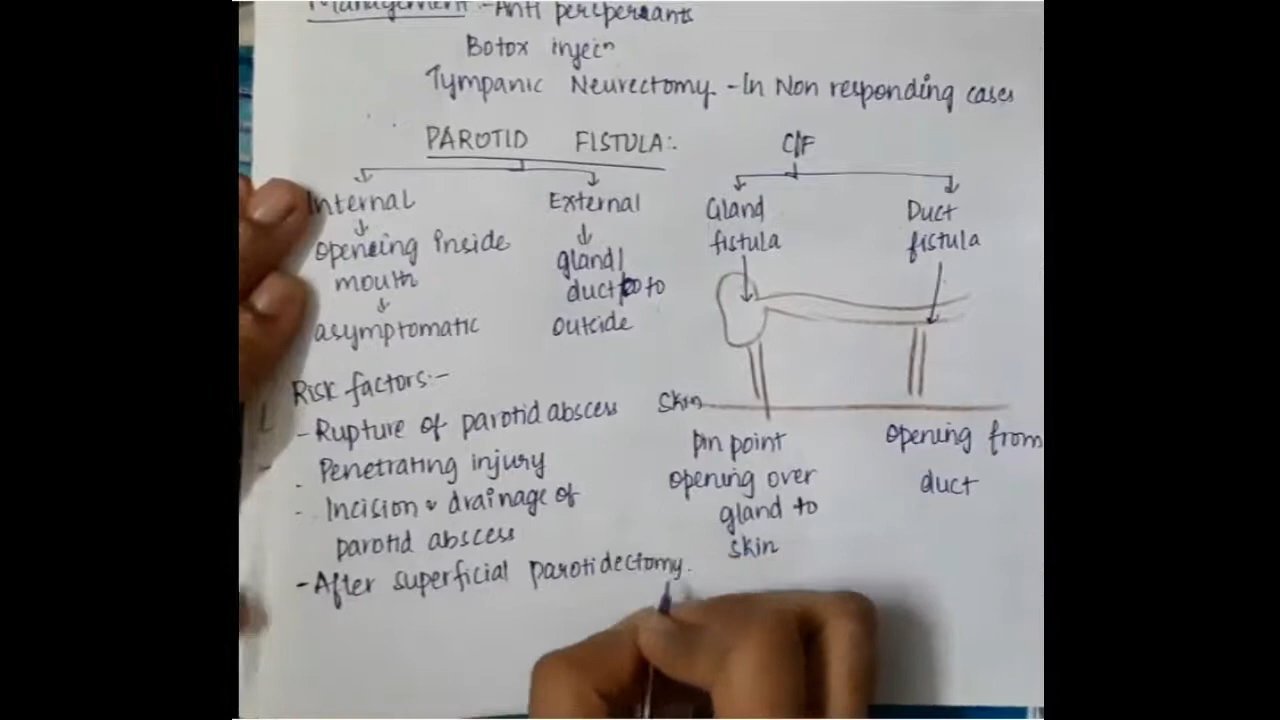 Management :- Anti perspearants
Botox injecn
Tympanic Neurectomy - In Non responding cases
PAROTID FISTULA:.
Internal
opening inside
mouth
asymptomatic
External
gland/
duct to
outside
Risk factors:-
- Rupture of parotid abscess
- Penetrating injury
- Incision & drainage of
parotid abscess
- After superficial parotidectomy.
C/F
Gland
fistula
Duct
fistula
Skin
pin point
opening over
gland to
skin
Opening from
duct